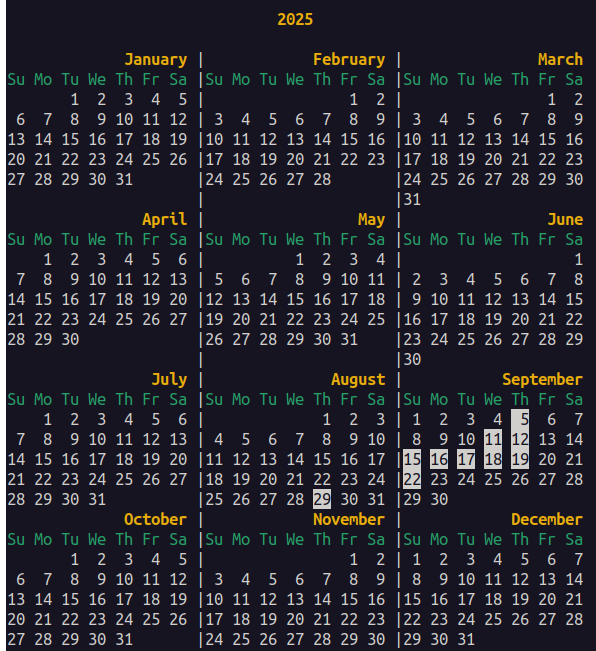 2025
           January |            February |               March
Su Mo Tu We Th Fr Sa |Su Mo Tu We Th Fr Sa |Su Mo Tu We Th Fr Sa
       1  2  3  4  5 |                1  2 |                1  2
 6  7  8  9 10 11 12 | 3  4  5  6  7  8  9 | 3  4  5  6  7  8  9
13 14 15 16 17 18 19 |10 11 12 13 14 15 16 |10 11 12 13 14 15 16
20 21 22 23 24 25 26 |17 18 19 20 21 22 23 |17 18 19 20 21 22 23
27 28 29 30 31       |24 25 26 27 28       |24 25 26 27 28 29 30
                     |                     |31
               April |                 May |                June
Su Mo Tu We Th Fr Sa |Su Mo Tu We Th Fr Sa |Su Mo Tu We Th Fr Sa
    1  2  3  4  5  6 |          1  2  3  4 |                   1
 7  8  9 10 11 12 13 | 5  6  7  8  9 10 11 | 2  3  4  5  6  7  8
14 15 16 17 18 19 20 |12 13 14 15 16 17 18 | 9 10 11 12 13 14 15
21 22 23 24 25 26 27 |19 20 21 22 23 24 25 |16 17 18 19 20 21 22
28 29 30             |26 27 28 29 30 31    |23 24 25 26 27 28 29
                     |                     |30
                July |              August |           September
Su Mo Tu We Th Fr Sa |Su Mo Tu We Th Fr Sa |Su Mo Tu We Th Fr Sa
    1  2  3  4  5  6 |             1  2  3 | 1  2  3  4  5  6  7
 7  8  9 10 11 12 13 | 4  5  6  7  8  9 10 | 8  9 10 11 12 13 14
14 15 16 17 18 19 20 |11 12 13 14 15 16 17 |15 16 17 18 19 20 21
21 22 23 24 25 26 27 |18 19 20 21 22 23 24 |22 23 24 25 26 27 28
28 29 30 31          |25 26 27 28 29 30 31 |29 30
             October |            November |            December
Su Mo Tu We Th Fr Sa |Su Mo Tu We Th Fr Sa |Su Mo Tu We Th Fr Sa
       1  2  3  4  5 |                1  2 | 1  2  3  4  5  6  7
 6  7  8  9 10 11 12 | 3  4  5  6  7  8  9 | 8  9 10 11 12 13 14
13 14 15 16 17 18 19 |10 11 12 13 14 15 16 |15 16 17 18 19 20 21
20 21 22 23 24 25 26 |17 18 19 20 21 22 23 |22 23 24 25 26 27 28
27 28 29 30 31       |24 25 26 27 28 29 30 |29 30 31